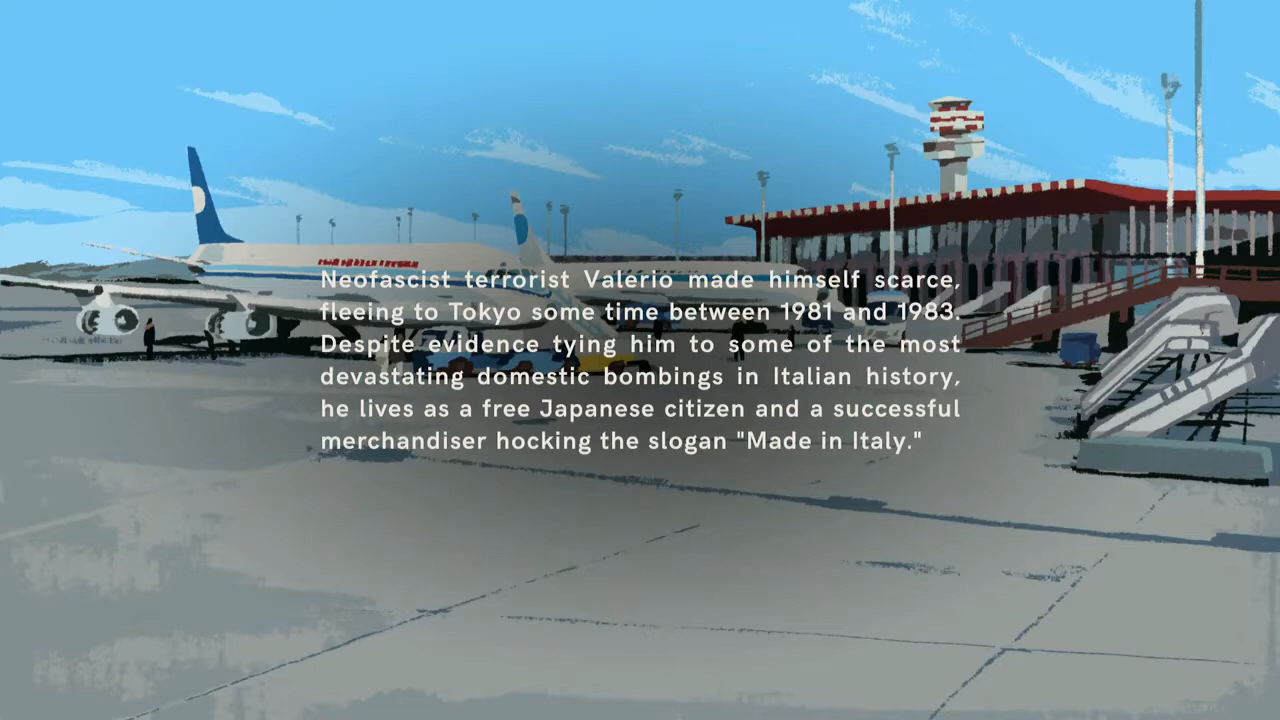 Neofascist terrorist Valerio made himself scarce,
fleeing to Tokyo some time between 1981 and 1983.
Despite evidence tying him to some of the most
devastating domestic bombings in Italian history,
he lives as a free Japanese citizen and a successful
merchandiser hocking the slogan "Made in Italy."